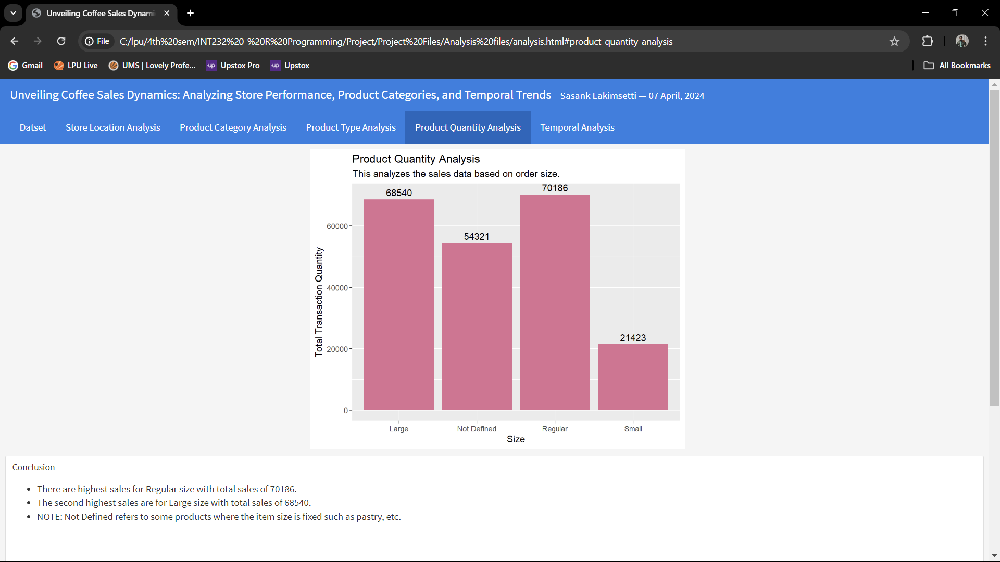 Unveiling Coffee Sales Dynami
File
C:/lpu/4th%20sem/INT232%20-%20R%20Programming/Project/Project%20Files/Analysis%20files/analysis.html#product-quantity-analysis
Gmail
LPU Live
UMS | Lovely Profe...
up Upstox Pro
up Upstox
All Bookmarks
Unveiling Coffee Sales Dynamics: Analyzing Store Performance, Product Categories, and Temporal Trends Sasank Lakimsetti — 07 April, 2024
Datset Store Location Analysis Product Category Analysis Product Type Analysis Product Quantity Analysis Temporal Analysis
Product Quantity Analysis
This analyzes the sales data based on order size.
70186
68540
54321
21423
60000
40000
20000
0
Total Transaction Quantity
Large Not Defined Regular Small
Size
Conclusion
• There are highest sales for Regular size with total sales of 70186.
• The second highest sales are for Large size with total sales of 68540.
• NOTE: Not Defined refers to some products where the item size is fixed such as pastry, etc.